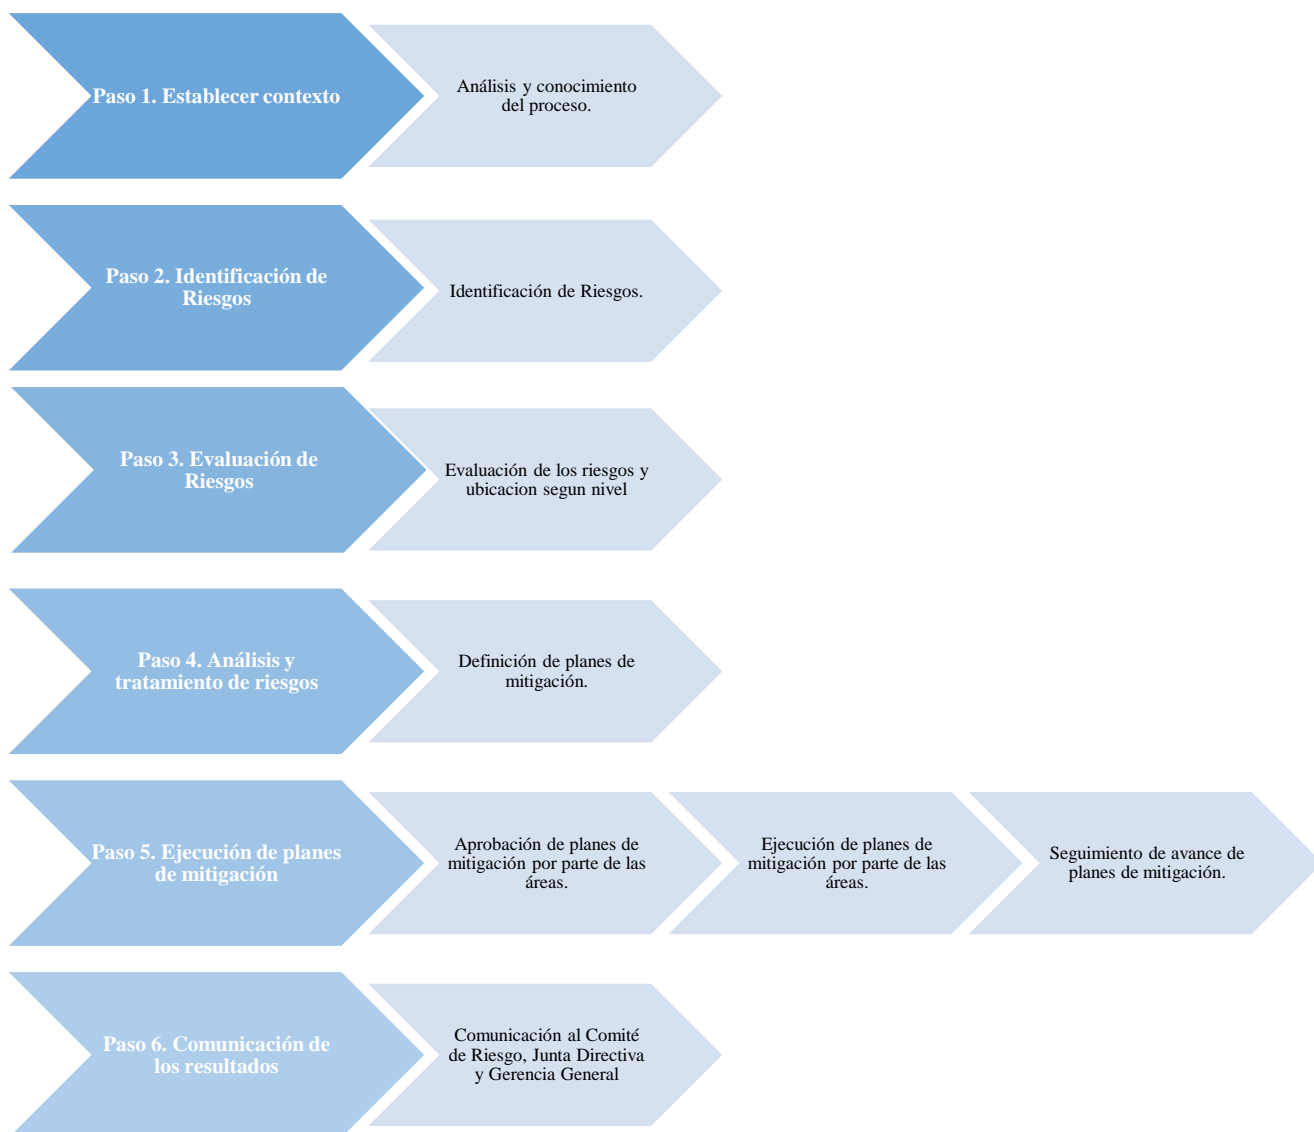 Paso 1. Establecer contexto
Análisis y conocimiento
del proceso.
Paso 2. Identificación de
Riesgos
Identificación de Riesgos.
Paso 3. Evaluación de
Riesgos
Evaluación de los riesgos y
ubicacion segun nivel
Paso 4. Análisis y
tratamiento de riesgos
Definición de planes de
mitigación.
Paso 5. Ejecución de planes
de mitigación
Aprobación de planes de
mitigación por parte de las
áreas.
Ejecución de planes de
mitigación por parte de las
áreas.
Seguimiento de avance de
planes de mitigación.
Paso 6. Comunicación de
los resultados
Comunicación al Comité
de Riesgo, Junta Directiva
y Gerencia General